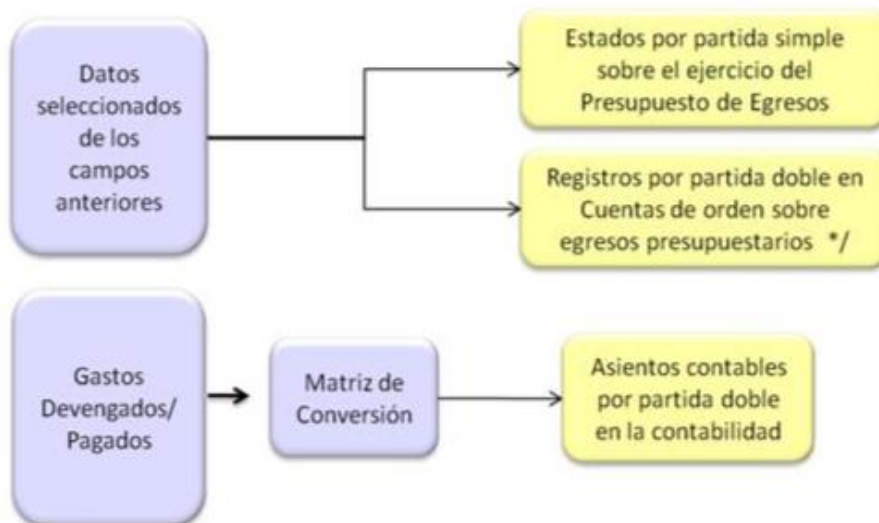 Datos
seleccionados
de los
campos
anteriores
Estados por partida simple
sobre el ejercicio del
Presupuesto de Egresos
Registros por partida doble en
Cuentas de orden sobre
egresos presupuestarios */
Gastos
Devengados/
Pagados
Matriz de
Conversión
Asientos contables
por partida doble
en la contabilidad